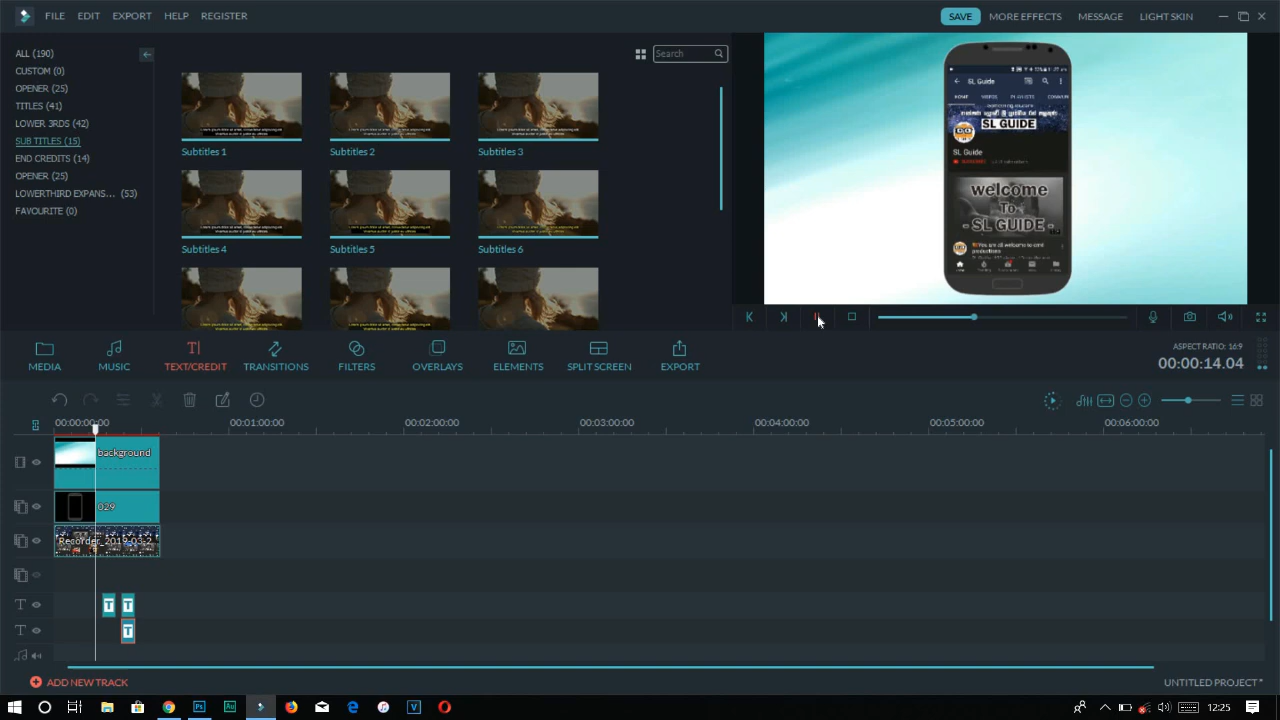 FILE EDIT EXPORT HELP REGISTER SAVE MORE EFFECTS MESSAGE LIGHT SKIN
ALL (190)
CUSTOM (0)
OPENER (25)
TITLES (41)
LOWER 3RDS (42)
SUB TITLES (15)
END CREDITS (14)
OPENER (25)
LOWERTHIRD EXPANS... (53)
FAVOURITE (0)
Search
Subtitles 1 Subtitles 2 Subtitles 3
Subtitles 4 Subtitles 5 Subtitles 6
SL Guide
HOME VIDEOS PLAYLISTS
SL GUIDE
SL Guide
welcome
To
- SL GUIDE -
MEDIA MUSIC TEXT/CREDIT TRANSITIONS FILTERS OVERLAYS ELEMENTS SPLIT SCREEN EXPORT
ASPECT RATIO: 16:9
00:00:14.04
00:00:00:00 00:01:00:00 00:02:00:00 00:03:00:00 00:04:00:00 00:05:00:00 00:06:00:00
background
029
T T
T
ADD NEW TRACK
UNTITLED PROJECT *
12:25